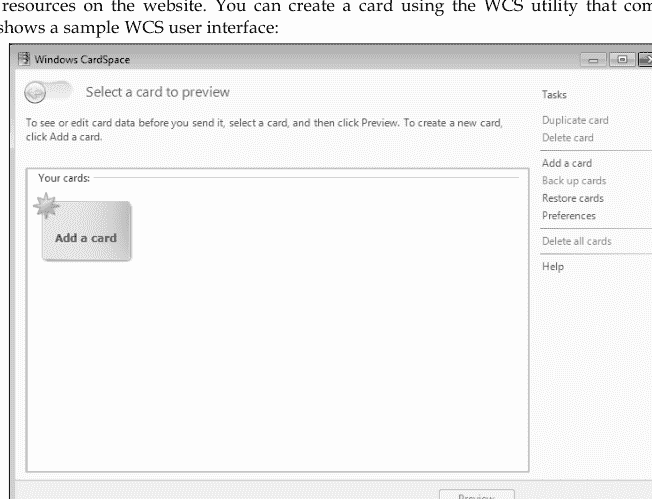 resources on the website. You can create a card using the WCS utility that com
shows a sample WCS user interface:
Windows CardSpace
Select a card to preview
To see or edit card data before you send it, select a card, and then click Preview. To create a new card,
click Add a card.
Your cards:
Add a card
Tasks
Duplicate card
Delete card
Add a card
Back up cards
Restore cards
Preferences
Delete all cards
Help
Preview